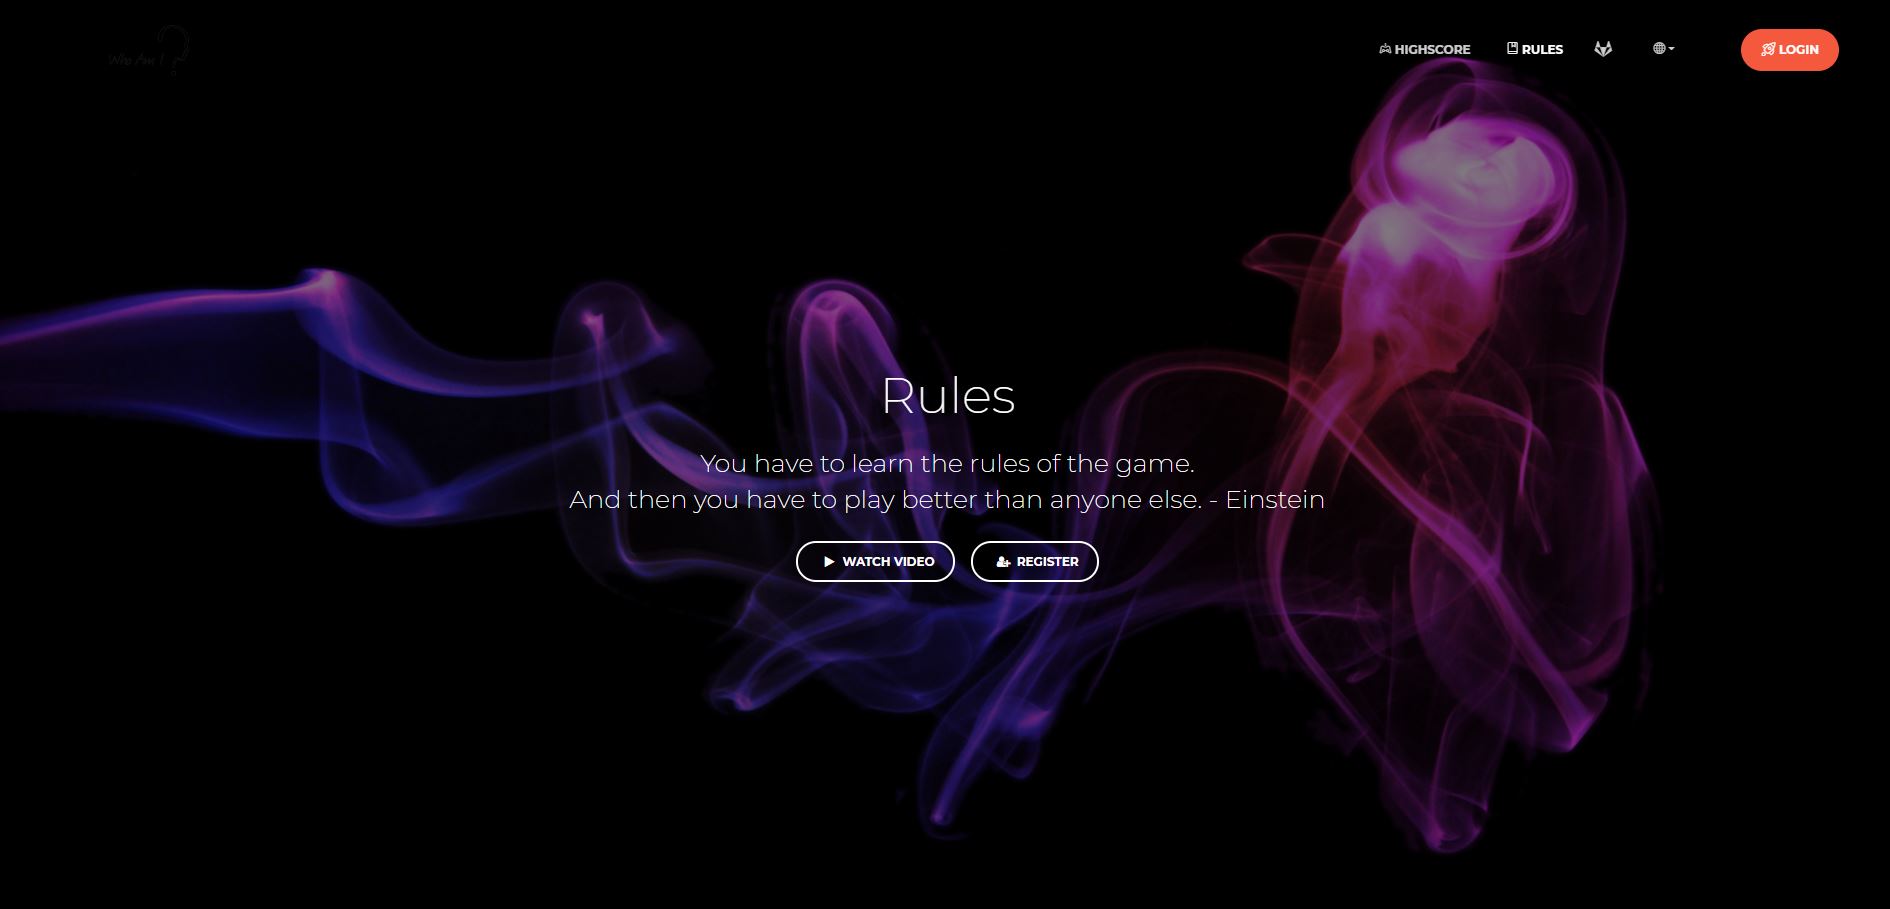 Who Am I ?
HIGHSCORE
RULES
LOGIN
Rules
You have to learn the rules of the game.
And then you have to play better than anyone else. - Einstein
WATCH VIDEO
REGISTER